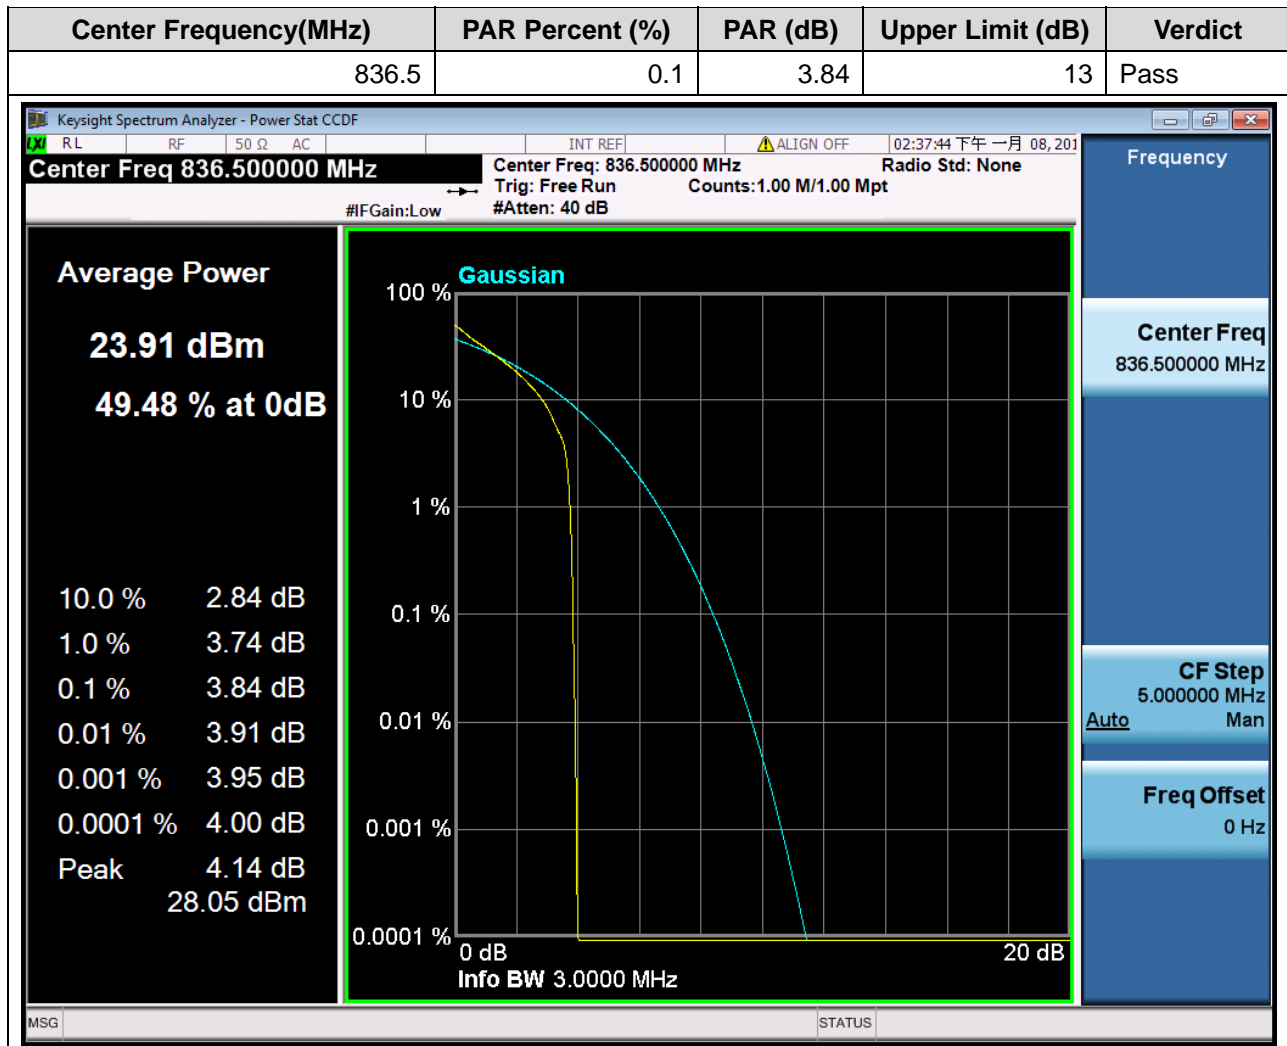 Center Frequency(MHz) PAR Percent (%) PAR (dB) Upper Limit (dB) Verdict
836.5 0.1 3.84 13 Pass
Keysight Spectrum Analyzer - Power Stat CCDF
LXI RL RF 50 Ω AC INT REF ALIGN OFF 02:37:44 下午 一月 08, 201
Center Freq 836.500000 MHz
Center Freq: 836.500000 MHz Radio Std: None
Trig: Free Run Counts:1.00 M/1.00 Mpt
#IFGain:Low #Atten: 40 dB
Average Power
23.91 dBm
49.48 % at 0dB
10.0 % 2.84 dB
1.0 % 3.74 dB
0.1 % 3.84 dB
0.01 % 3.91 dB
0.001 % 3.95 dB
0.0001 % 4.00 dB
Peak 4.14 dB
28.05 dBm
Gaussian
100 %
10 %
1 %
0.1 %
0.01 %
0.001 %
0.0001 %
0 dB 20 dB
Info BW 3.0000 MHz
Frequency
Center Freq
836.500000 MHz
CF Step
5.000000 MHz
Auto Man
Freq Offset
0 Hz
MSG STATUS